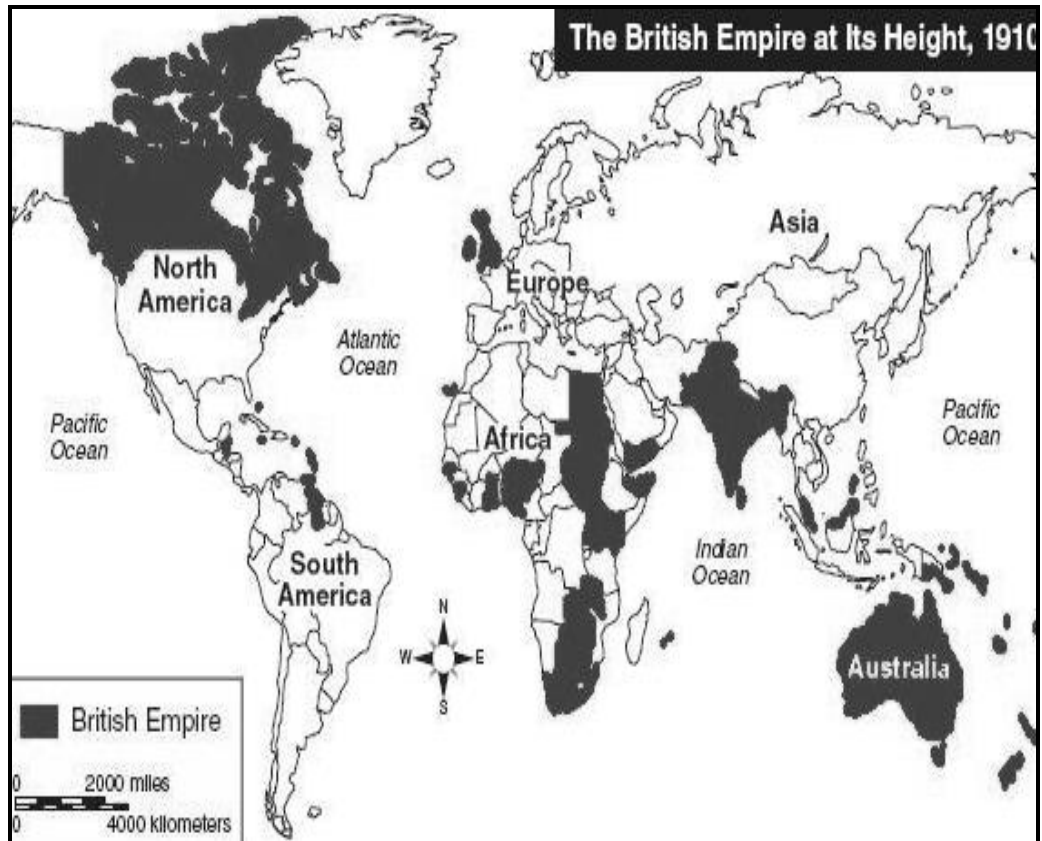 The British Empire at Its Height, 1910
Asia
North
America
Europe
Atlantic
Ocean
Pacific
Ocean
Africa
Pacific
Ocean
Indian
Ocean
South
America
N
W
E
S
Australia
British Empire
0
2000 miles
0
4000 kilometers